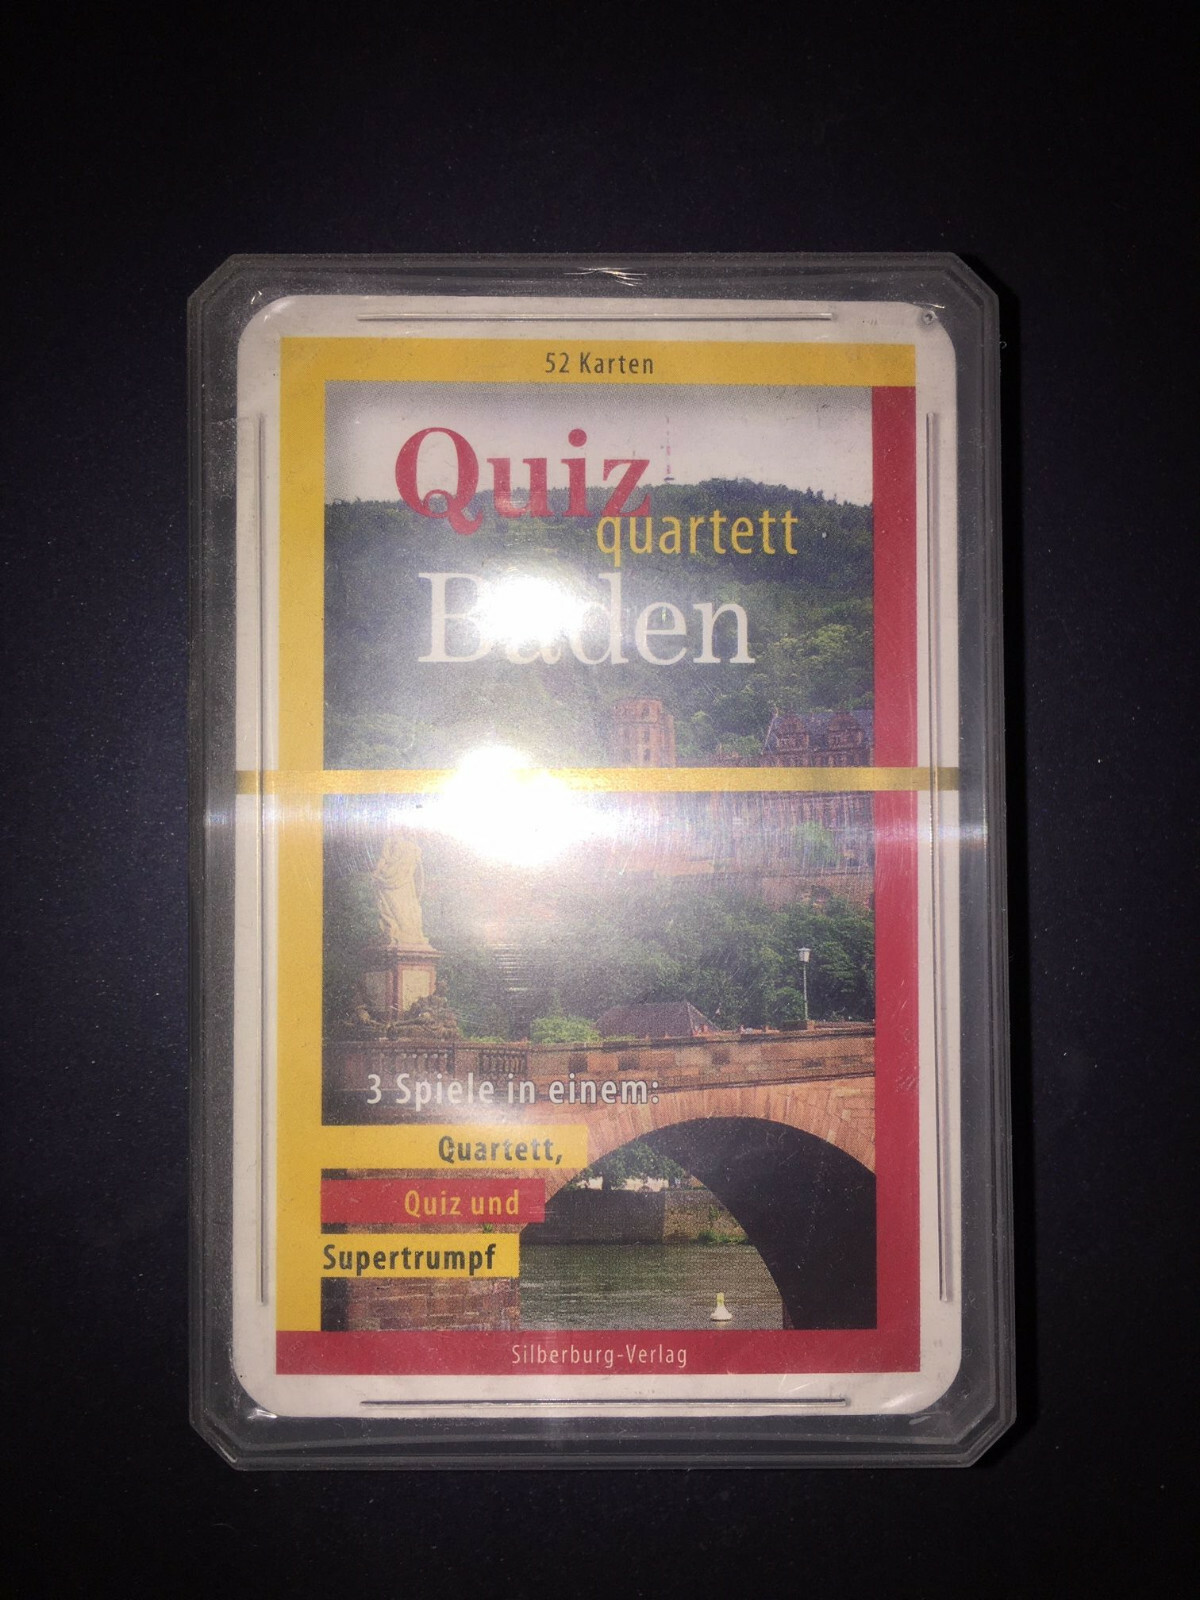 52 Karten
Quiz
quartett
Baden
3 Spiele in einem:
Quartett,
Quiz und
Supertrumpf
Silberburg-Verlag